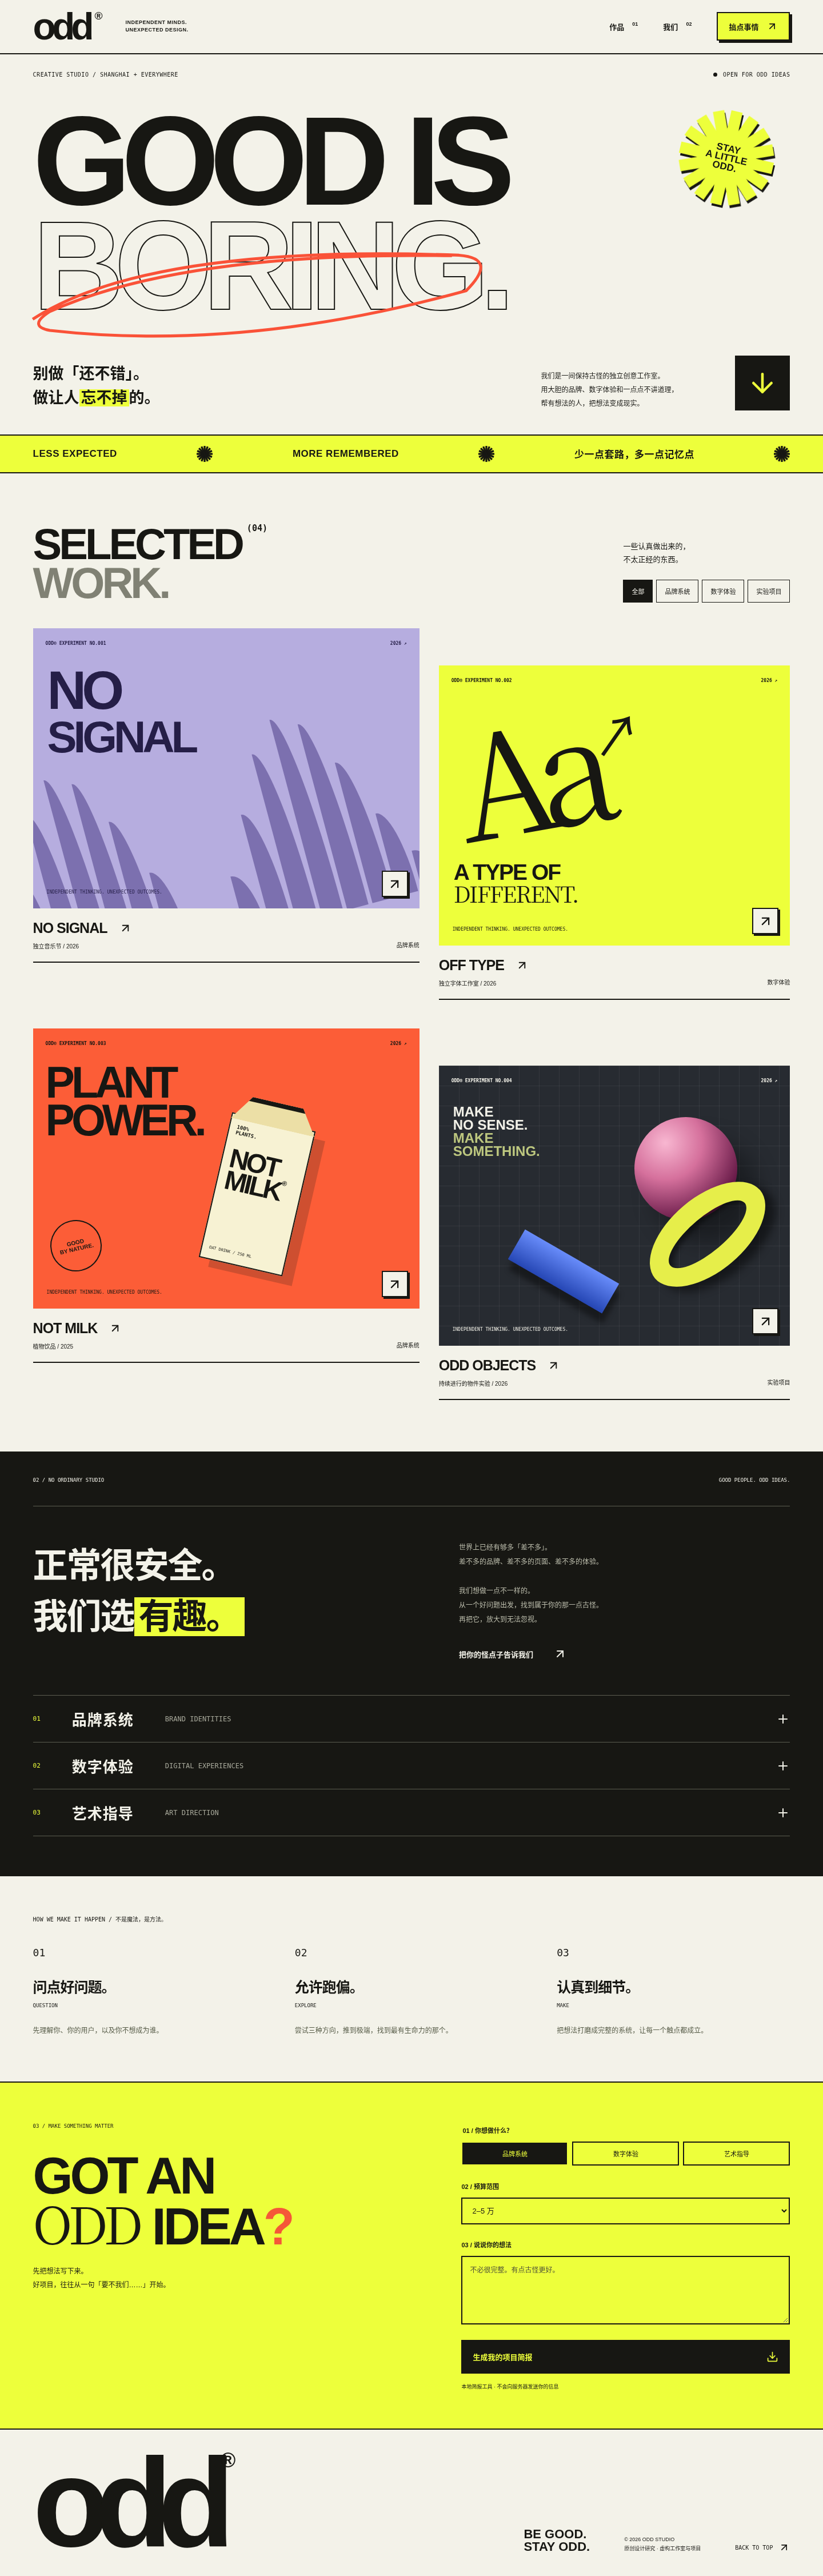 odd®
INDEPENDENT MINDS.
UNEXPECTED DESIGN.
作品 01
我们 02
搞点事情
CREATIVE STUDIO / SHANGHAI + EVERYWHERE
OPEN FOR ODD IDEAS
GOOD IS
BORING.
STAY
A LITTLE
ODD.
别做「还不错」。
做让人忘不掉的。
我们是一间保持古怪的独立创意工作室。
用大胆的品牌、数字体验和一点点不讲道理,
帮有想法的人，把想法变成现实。
LESS EXPECTED
MORE REMEMBERED
少一点套路，多一点记忆点
SELECTED (04)
WORK.
一些认真做出来的，
不太正经的东西。
全部
品牌系统
数字体验
实验项目
ODD® EXPERIMENT NO.001
2026 ↗
NO
SIGNAL
INDEPENDENT THINKING. UNEXPECTED OUTCOMES.
NO SIGNAL
独立音乐节 / 2026
品牌系统
ODD® EXPERIMENT NO.002
2026 ↗
Aa
A TYPE OF
DIFFERENT.
INDEPENDENT THINKING. UNEXPECTED OUTCOMES.
OFF TYPE
独立字体工作室 / 2026
数字体验
ODD® EXPERIMENT NO.003
2026 ↗
PLANT
POWER.
100%
PLANTS.
NOT
MILK®
OAT DRINK / 250 ML
GOOD
BY NATURE.
INDEPENDENT THINKING. UNEXPECTED OUTCOMES.
NOT MILK
植物饮品 / 2025
品牌系统
ODD® EXPERIMENT NO.004
2026 ↗
MAKE
NO SENSE.
MAKE
SOMETHING.
INDEPENDENT THINKING. UNEXPECTED OUTCOMES.
ODD OBJECTS
持续进行的物件实验 / 2026
实验项目
02 / NO ORDINARY STUDIO
GOOD PEOPLE. ODD IDEAS.
正常很安全。
我们选有趣。
世界上已经有够多「差不多」。
差不多的品牌、差不多的页面、差不多的体验。
我们想做一点不一样的。
从一个好问题出发，找到属于你的那一点古怪。
再把它，放大到无法忽视。
把你的怪点子告诉我们
01 品牌系统 BRAND IDENTITIES
02 数字体验 DIGITAL EXPERIENCES
03 艺术指导 ART DIRECTION
HOW WE MAKE IT HAPPEN / 不是魔法，是方法。
01
问点好问题。
QUESTION
先理解你、你的用户，以及你不想成为谁。
02
允许跑偏。
EXPLORE
尝试三种方向，推到极端，找到最有生命力的那个。
03
认真到细节。
MAKE
把想法打磨成完整的系统，让每一个触点都成立。
03 / MAKE SOMETHING MATTER
GOT AN
ODD IDEA?
先把想法写下来。
好项目，往往从一句「要不我们……」开始。
01 / 你想做什么？
品牌系统
数字体验
艺术指导
02 / 预算范围
2–5 万
03 / 说说你的想法
不必很完整。有点古怪更好。
生成我的项目简报
本地简报工具 · 不会向服务器发送你的信息
odd®
BE GOOD.
STAY ODD.
© 2026 ODD STUDIO
原创设计研究 · 虚构工作室与项目
BACK TO TOP